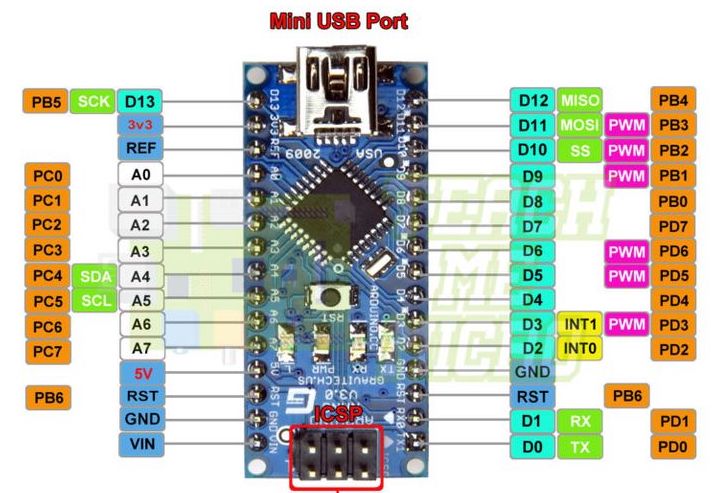 Mini USB Port
PB5 SCK D13 D12 MISO PB4
3v3 D11 MOSI PWM PB3
REF D10 SS PWM PB2
PC0 A0 D9 PWM PB1
PC1 A1 D8 PB0
PC2 A2 D7 PD7
PC3 A3 D6 PWM PD6
PC4 SDA A4 D5 PWM PD5
PC5 SCL A5 D4 PD4
PC6 A6 D3 INT1 PWM PD3
PC7 A7 D2 INT0 PD2
5V GND
PB6 RST RST PB6
GND D1 RX PD1
VIN D0 TX PD0
D13 3V3 REF A0 A1 A2 A3 A4 A5 A6 A7 5V RST GND VIN
D12 D11 D10 D9 D8 D7 D6 D5 D4 D3 D2 GND RST RX0 TX1
USA
2009
RST
ARDUINO.CC
L PWR RX TX
GRAVITECH.US
V3.0
ICSP